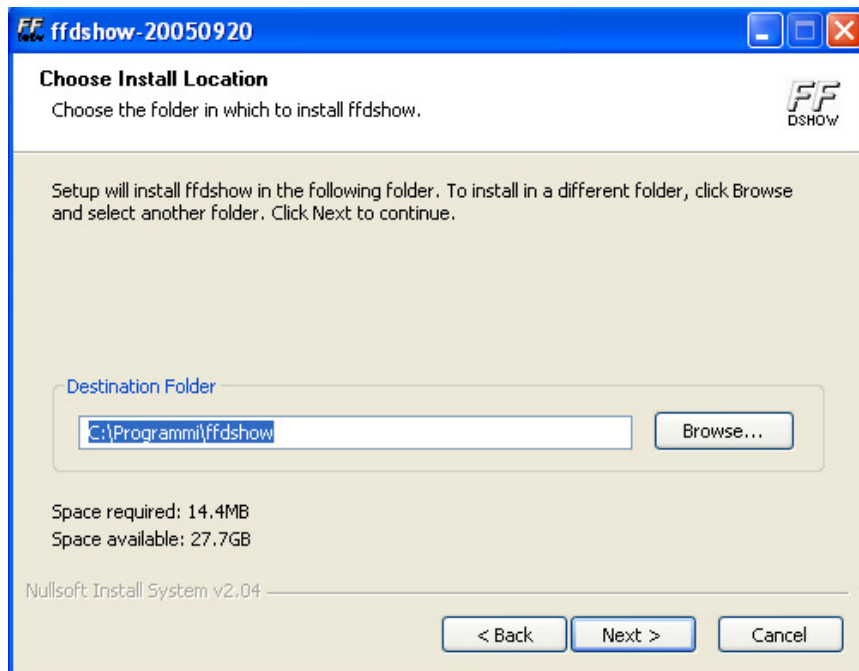 ffdshow-20050920
Choose Install Location
Choose the folder in which to install ffdshow.
FF
DSHOW
Setup will install ffdshow in the following folder. To install in a different folder, click Browse
and select another folder. Click Next to continue.
Destination Folder
C:\Programmi\ffdshow
Browse...
Space required: 14.4MB
Space available: 27.7GB
Nullsoft Install System v2.04
< Back
Next >
Cancel